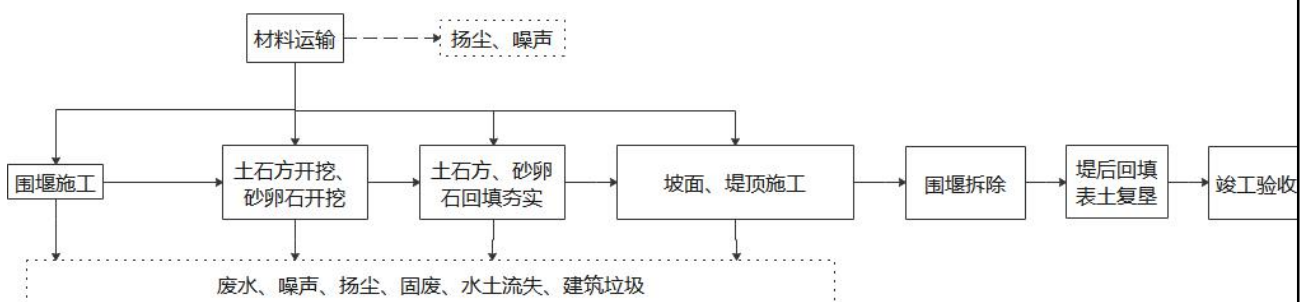 材料运输
扬尘、噪声
围堰施工
土石方开挖、
砂卵石开挖
土石方、砂卵
石回填夯实
坡面、堤顶施工
围堰拆除
堤后回填
表土复垦
竣工验收
废水、噪声、扬尘、固废、水土流失、建筑垃圾